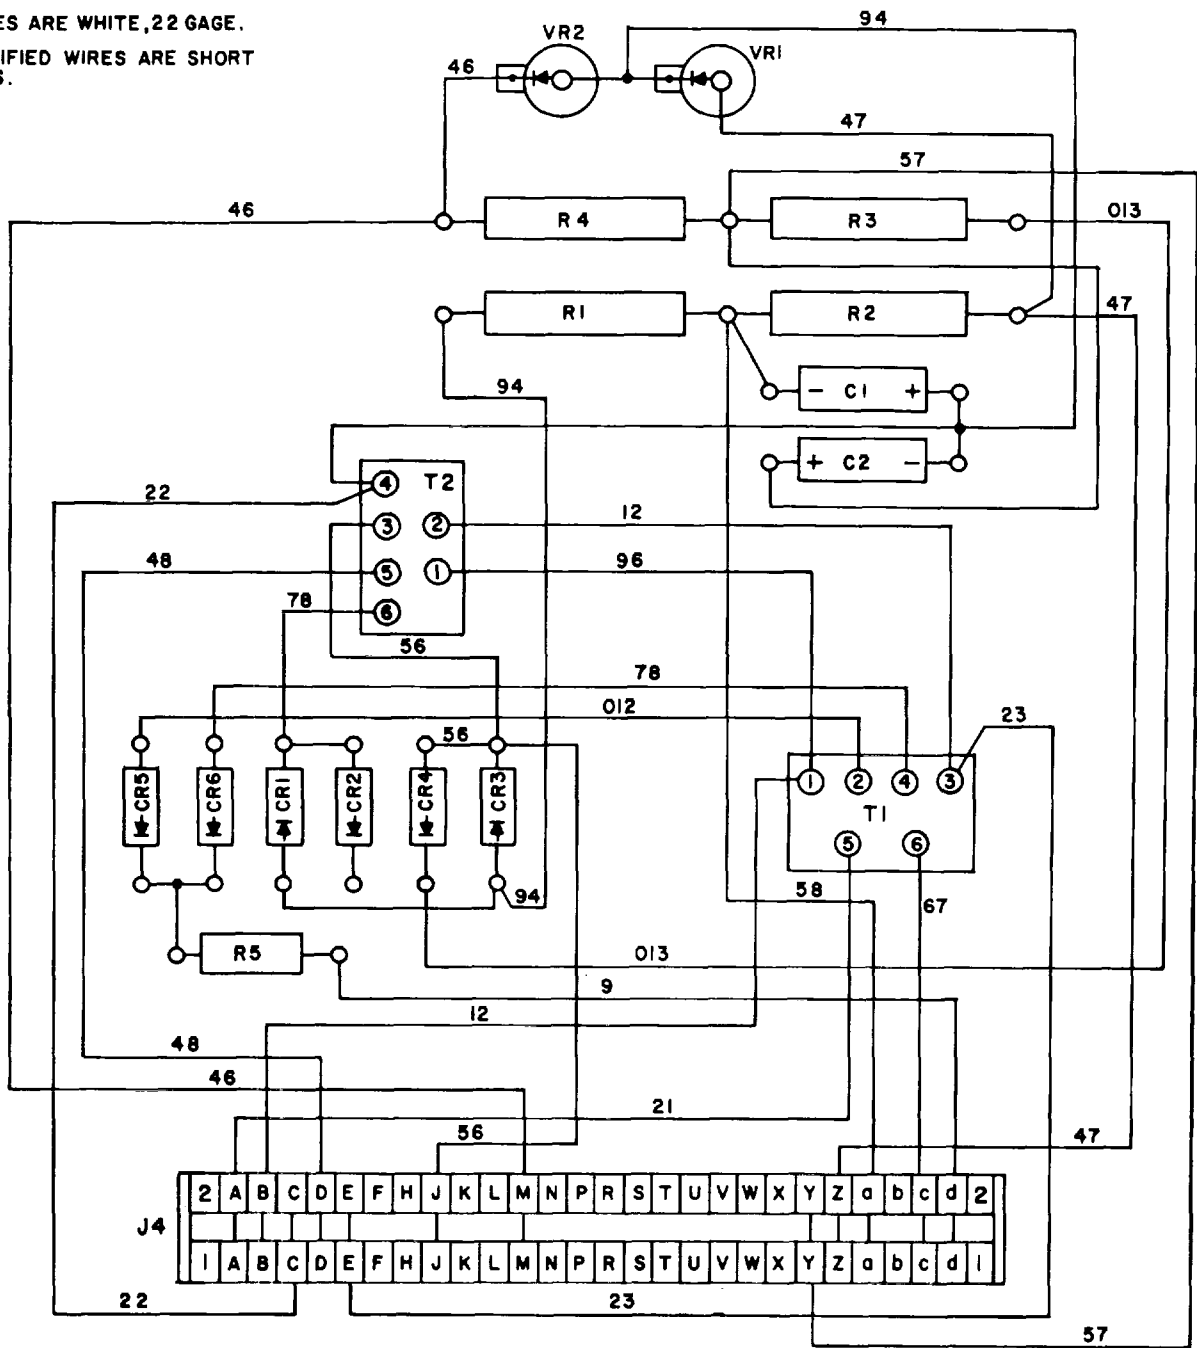 ES ARE WHITE, 22 GAGE.
IFIED WIRES ARE SHORT
S.
94
VR2
VR1
46
47
57
46
R4
R3
013
R1
R2
47
94
- C1 +
+ C2 -
22
4 T2
3 2
12
48
5 1
96
78
6
56
78
012
23
56
CR5 CR6 CR1 CR2 CR4 CR3
1 2 4 3
T1
5 6
94
58
67
R5
013
9
12
48
46
21
56
47
J4
2 A B C D E F H J K L M N P R S T U V W X Y Z a b c d 2
1 A B C D E F H J K L M N P R S T U V W X Y Z a b c d 1
22
23
57